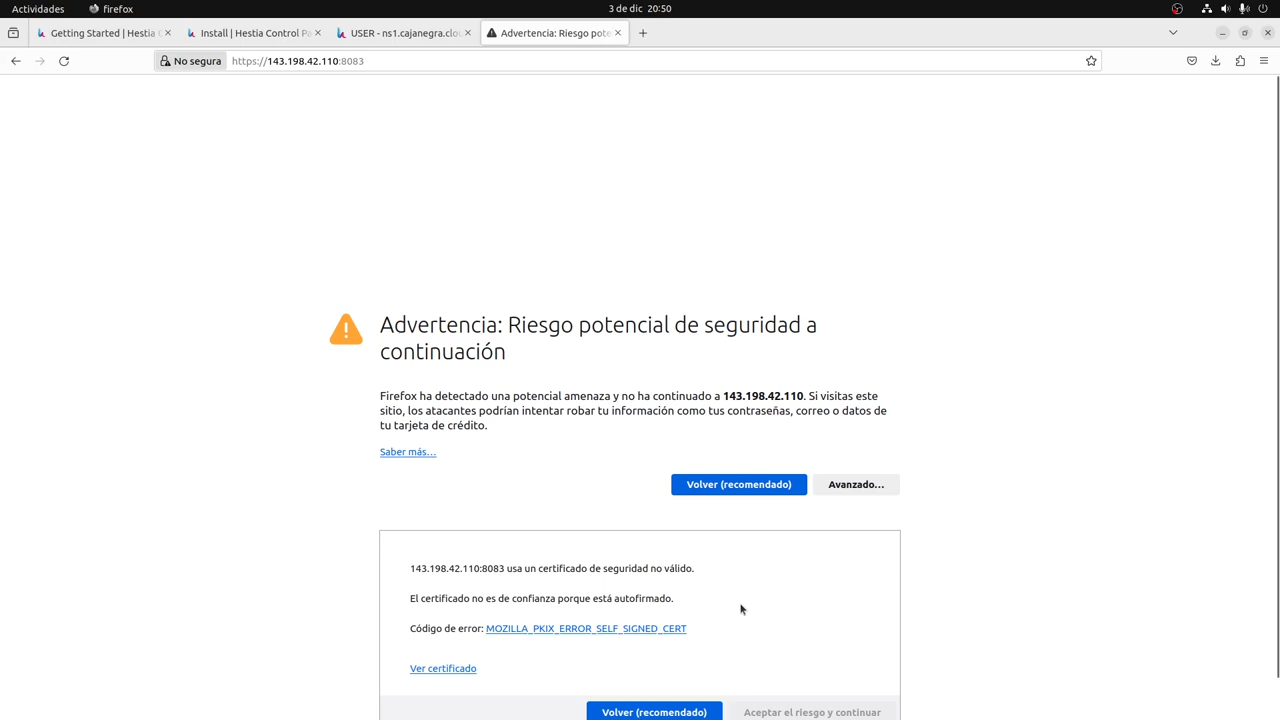 Actividades firefox 3 de dic 20:50
Getting Started | Hestia Install | Hestia Control Pa USER - ns1.cajanegra.clou Advertencia: Riesgo pote
No segura https://143.198.42.110:8083
Advertencia: Riesgo potencial de seguridad a
continuación
Firefox ha detectado una potencial amenaza y no ha continuado a 143.198.42.110. Si visitas este
sitio, los atacantes podrían intentar robar tu información como tus contraseñas, correo o datos de
tu tarjeta de crédito.
Saber más…
Volver (recomendado) Avanzado…
143.198.42.110:8083 usa un certificado de seguridad no válido.
El certificado no es de confianza porque está autofirmado.
Código de error: MOZILLA_PKIX_ERROR_SELF_SIGNED_CERT
Ver certificado
Volver (recomendado) Aceptar el riesgo y continuar